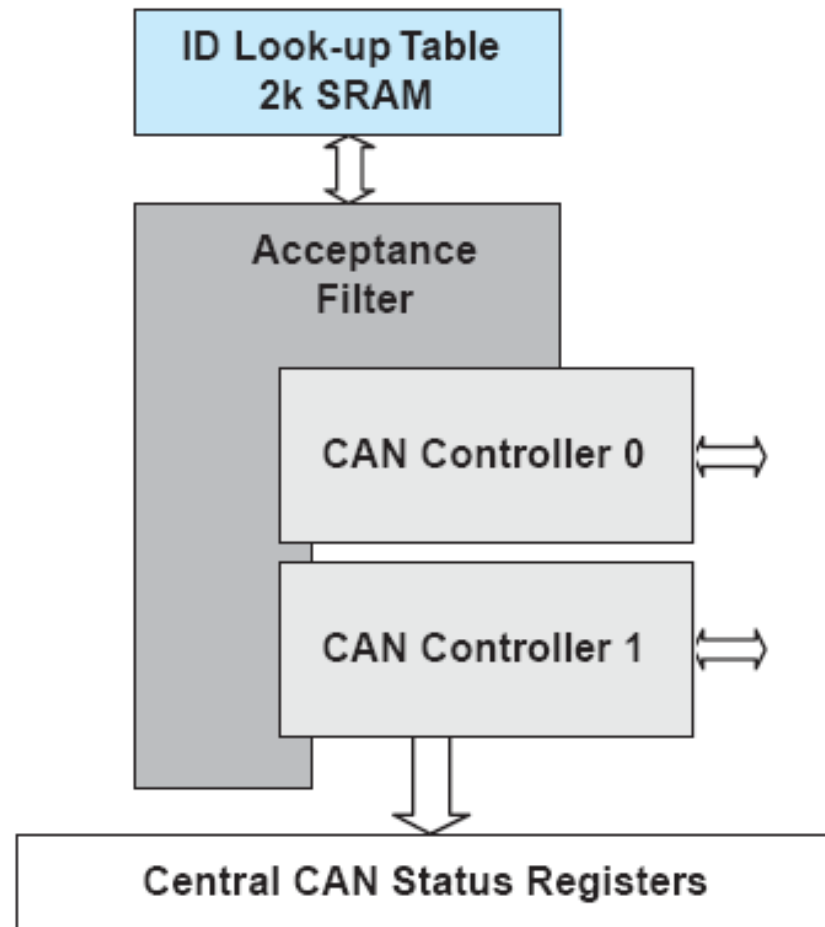 ID Look-up Table
2k SRAM
Acceptance
Filter
CAN Controller 0
CAN Controller 1
Central CAN Status Registers